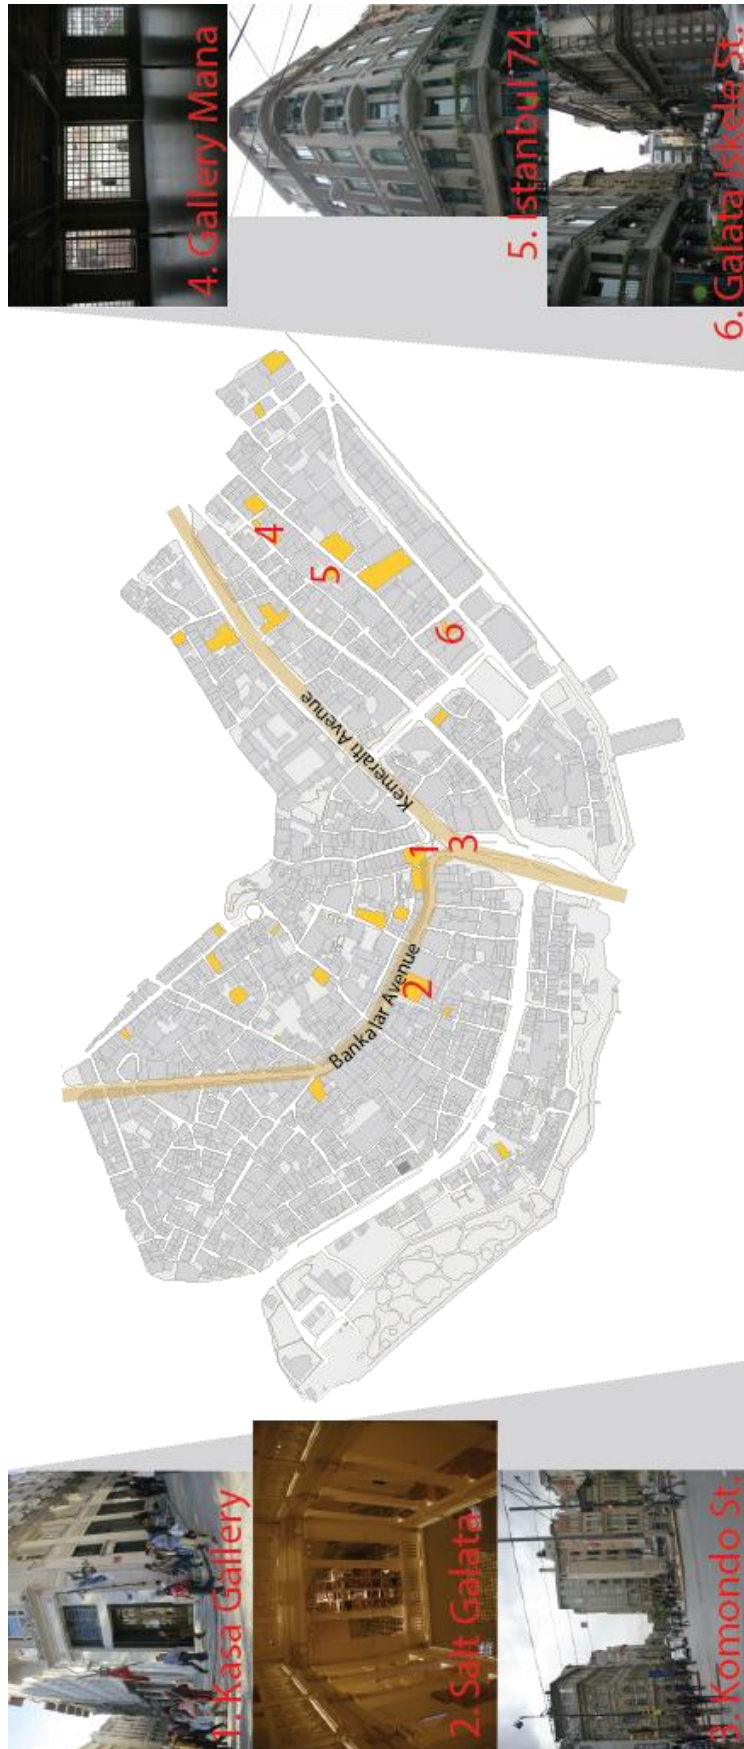 1. Kasa Gallery
2. Salt Galata
3. Komondo St.
Bankalar Avenue
Kemeraltı Avenue
1
2
3
4
5
6
4. Gallery Mana
5. Istanbul'74
6. Galata Iskele St.